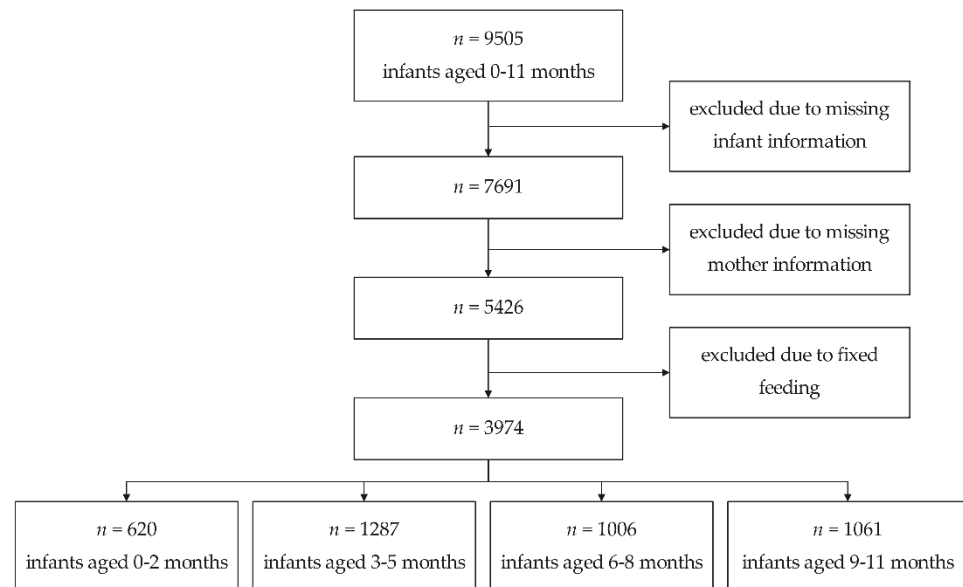 n = 9505
infants aged 0-11 months
excluded due to missing
infant information
n = 7691
excluded due to missing
mother information
n = 5426
excluded due to fixed
feeding
n = 3974
n = 620
infants aged 0-2 months
n = 1287
infants aged 3-5 months
n = 1006
infants aged 6-8 months
n = 1061
infants aged 9-11 months